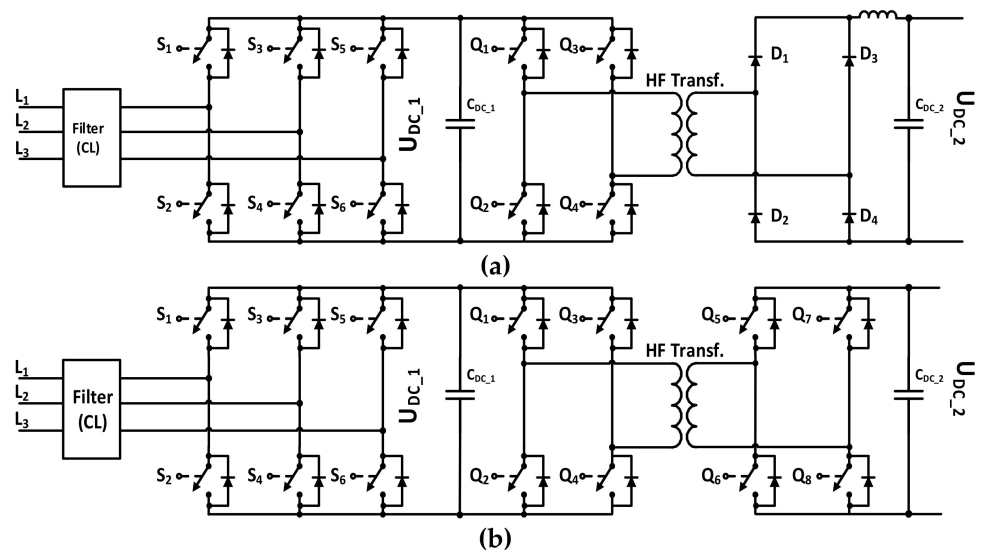 S1 S3 S5 Q1 Q3 D1 D3
HF Transf.
L1
L2
L3
Filter
(CL)
UDC_1
CDC_1
CDC_2
UDC_2
S2 S4 S6 Q2 Q4 D2 D4
(a)
S1 S3 S5 Q1 Q3 Q5 Q7
HF Transf.
L1
L2
L3
Filter
(CL)
UDC_1
CDC_1
CDC_2
UDC_2
S2 S4 S6 Q2 Q4 Q6 Q8
(b)